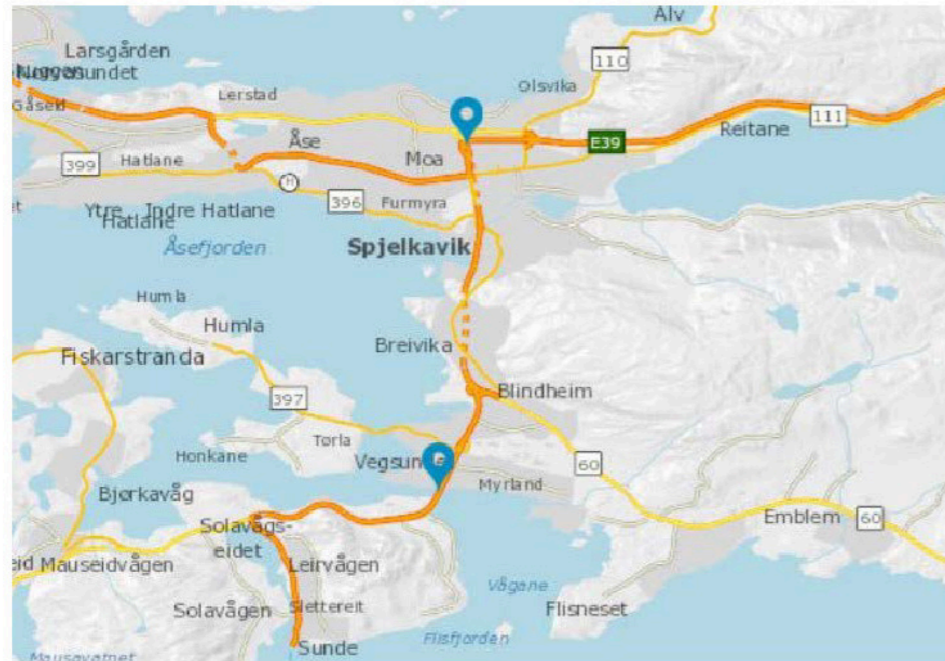 Alv
Larsgården
110
Olsvika
Gåseid
Lerstad
111
Reitane
E39
Åse
Moa
Hatlane
399
H
396
Furmyra
Ytre
Hatlane
Indre Hatlane
Åsefjorden
Spjelkavik
Humla
Humla
Breivika
Fiskarstranda
Blindheim
397
Tørla
Honkane
60
Myrland
Bjørkavåg
Emblem
60
Solavågs-
eidet
Mauseidvågen
Leirvågen
Vågane
Flisneset
Solavågen
Slettereit
Flisfjorden
Sunde
Mausavatnet